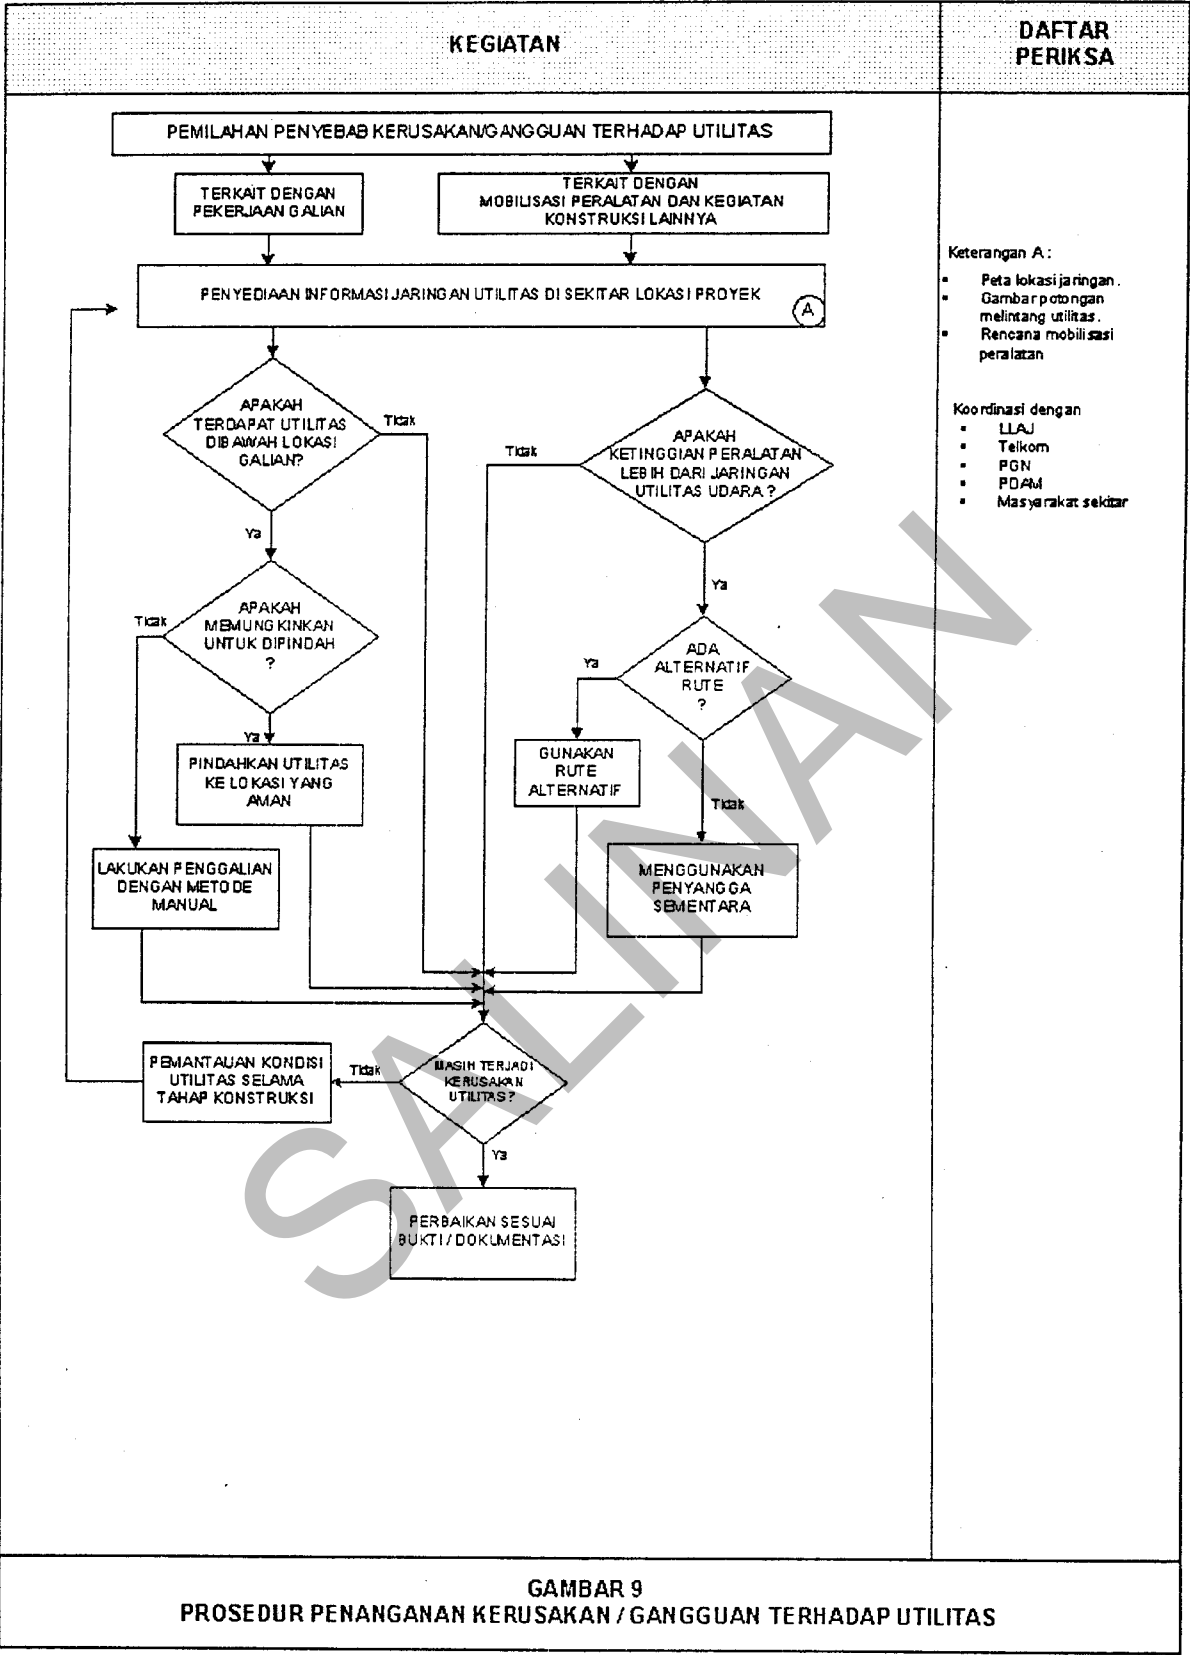 KEGIATAN
DAFTAR
PERIKSA
PEMILAHAN PENYEBAB KERUSAKAN/GANGGUAN TERHADAP UTILITAS
TERKAIT DENGAN
PEKERJAAN GALIAN
TERKAIT DENGAN
MOBILISASI PERALATAN DAN KEGIATAN
KONSTRUKSI LAINNYA
PENYEDIAAN INFORMASI JARINGAN UTILITAS DI SEKITAR LOKASI PROYEK
A
Keterangan A :
▪ Peta lokasi jaringan.
▪ Gambar potongan
melintang utilitas.
▪ Rencana mobilisasi
peralatan
Koordinasi dengan
▪ LLAJ
▪ Telkom
▪ PGN
▪ PDAM
▪ Masyarakat sekitar
APAKAH
TERDAPAT UTILITAS
DIBAWAH LOKASI
GALIAN?
Tidak
Ya
APAKAH
KETINGGIAN PERALATAN
LEBIH DARI JARINGAN
UTILITAS UDARA ?
Tidak
Ya
APAKAH
MEMUNGKINKAN
UNTUK DIPINDAH
?
Tidak
Ya
ADA
ALTERNATIF
RUTE
?
Ya
Tidak
PINDAHKAN UTILITAS
KE LOKASI YANG
AMAN
GUNAKAN
RUTE
ALTERNATIF
LAKUKAN PENGGALIAN
DENGAN METODE
MANUAL
MENGGUNAKAN
PENYANGGA
SEMENTARA
MASIH TERJADI
KERUSAKAN
UTILITAS?
Tidak
Ya
PEMANTAUAN KONDISI
UTILITAS SELAMA
TAHAP KONSTRUKSI
PERBAIKAN SESUAI
BUKTI / DOKUMENTASI
SALINAN
GAMBAR 9
PROSEDUR PENANGANAN KERUSAKAN / GANGGUAN TERHADAP UTILITAS